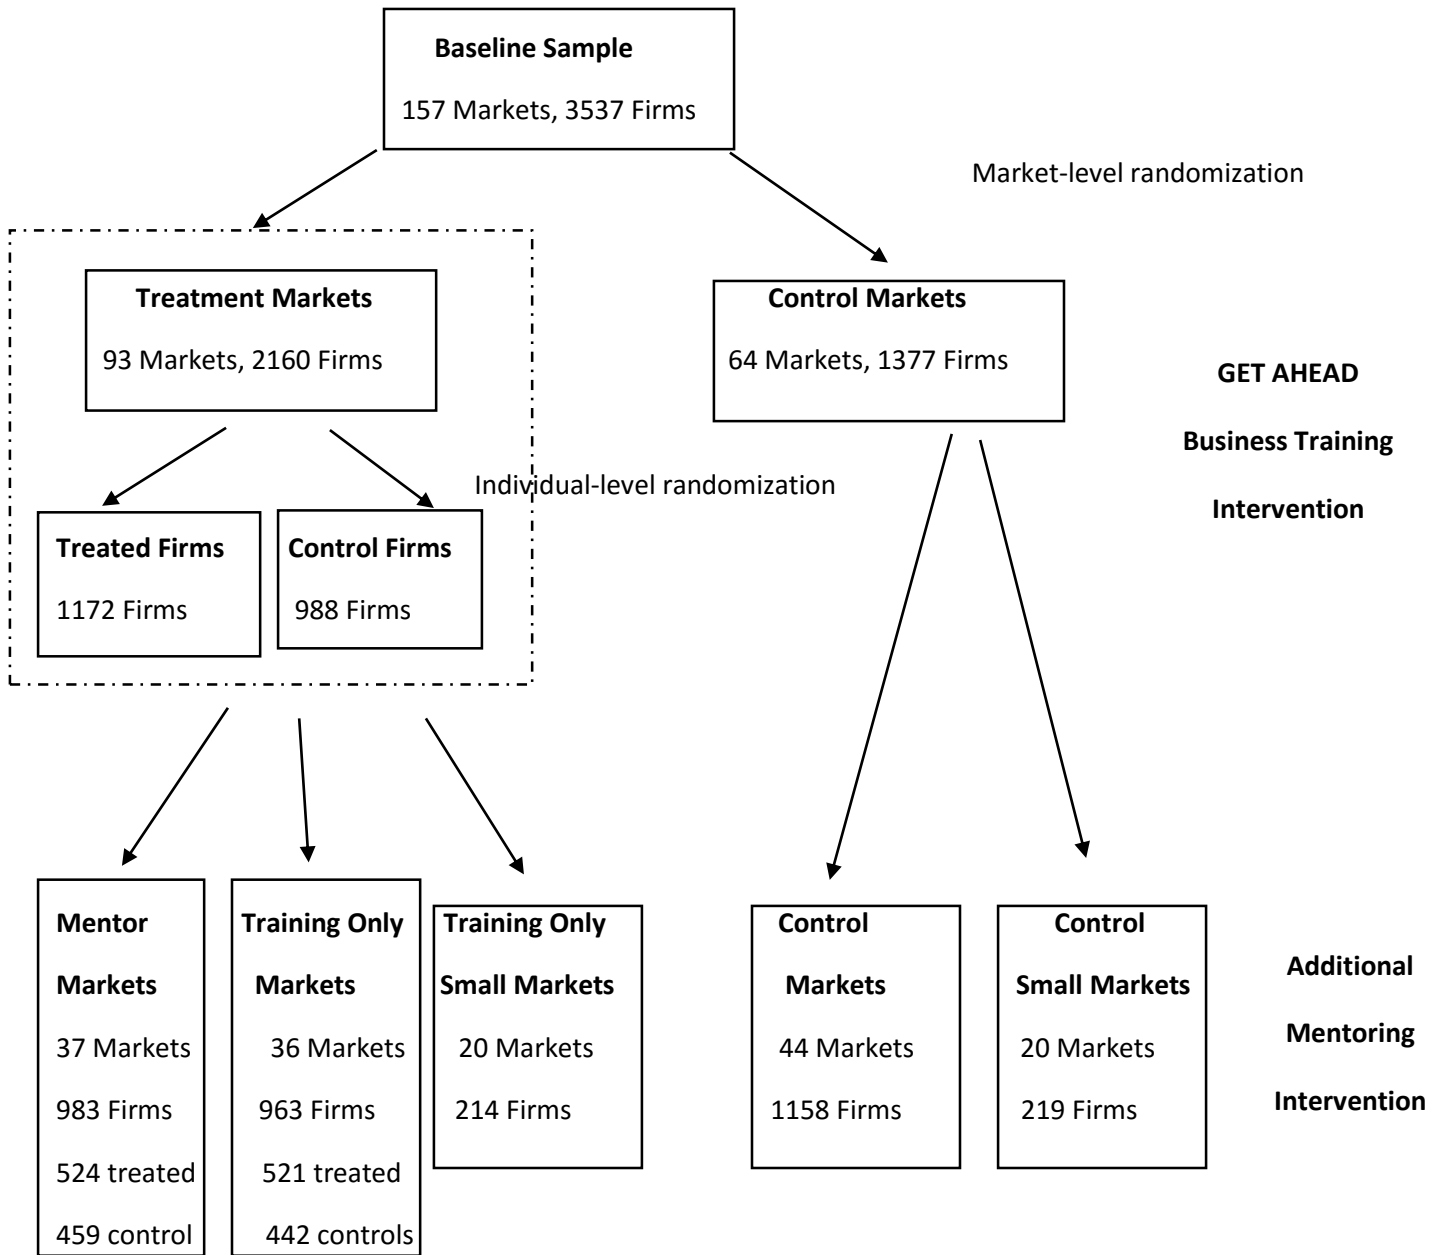 Baseline Sample
157 Markets, 3537 Firms
Market-level randomization
Treatment Markets
93 Markets, 2160 Firms
Control Markets
64 Markets, 1377 Firms
GET AHEAD
Business Training
Intervention
Individual-level randomization
Treated Firms
1172 Firms
Control Firms
988 Firms
Mentor
Markets
37 Markets
983 Firms
524 treated
459 control
Training Only
Markets
36 Markets
963 Firms
521 treated
442 controls
Training Only
Small Markets
20 Markets
214 Firms
Control
Markets
44 Markets
1158 Firms
Control
Small Markets
20 Markets
219 Firms
Additional
Mentoring
Intervention